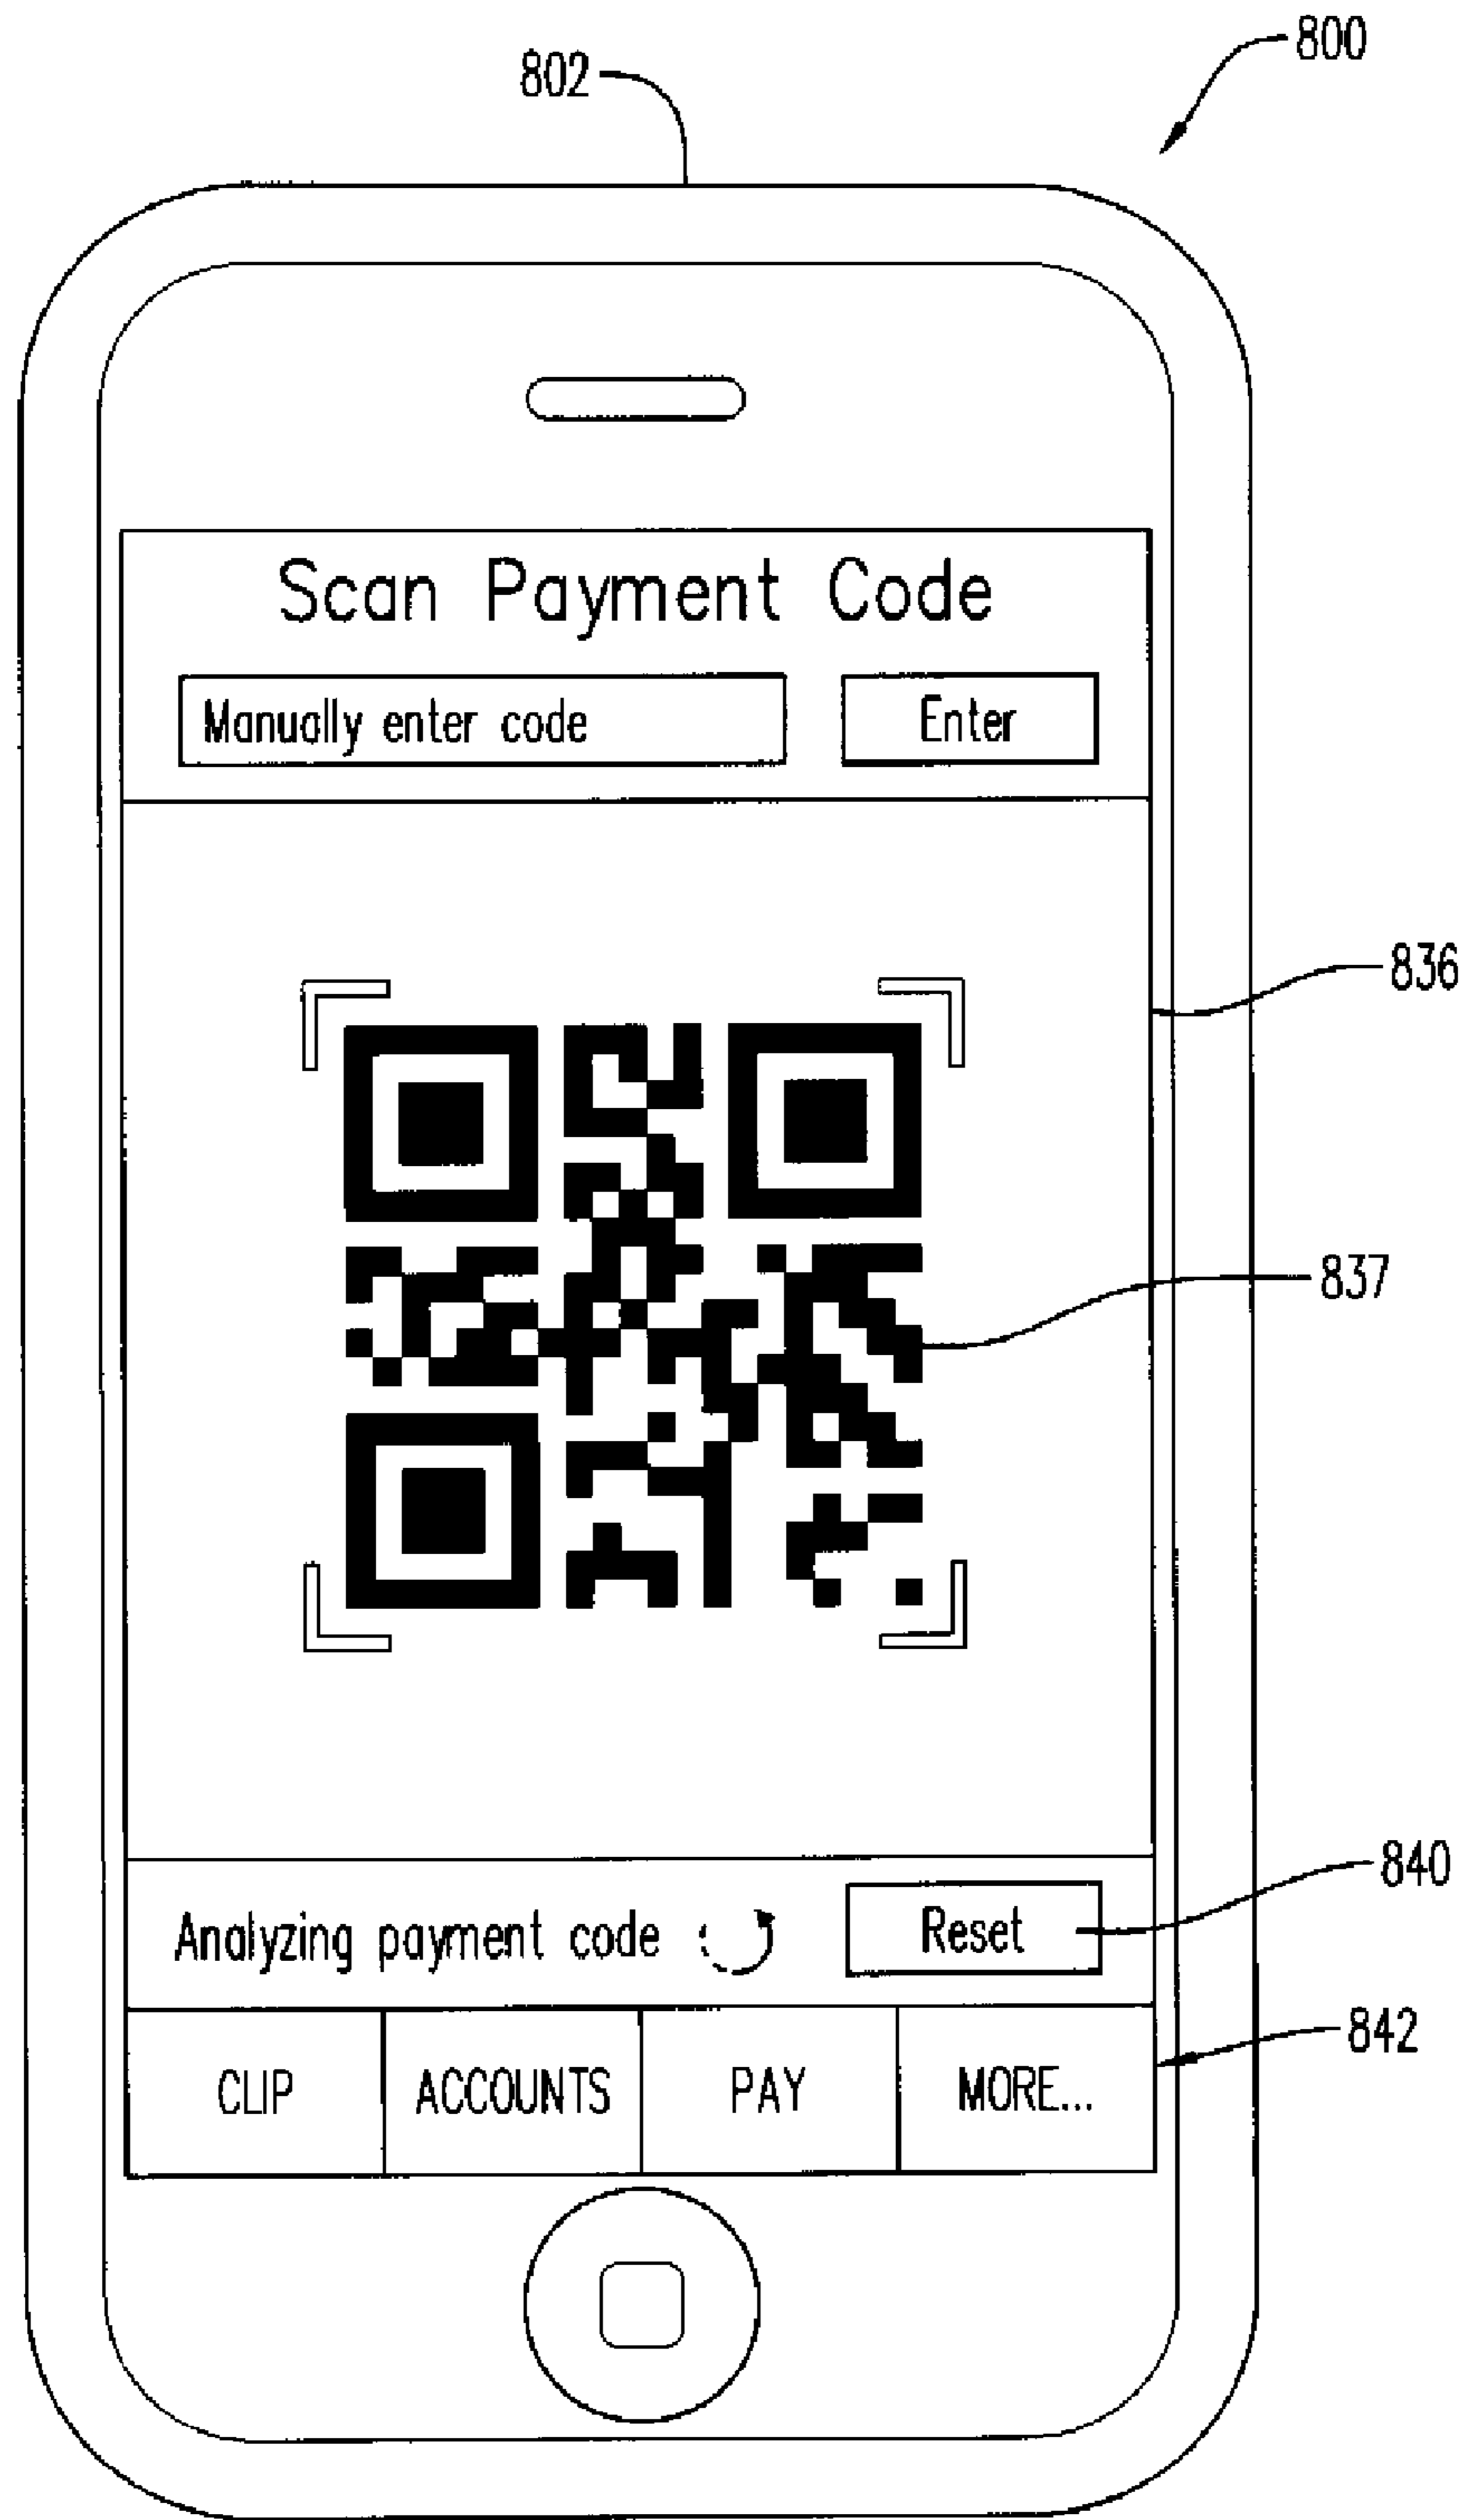 800
802
Scan Payment Code
Manually enter code
Enter
836
837
840
Analyzing payment code
Reset
842
CLIP
ACCOUNTS
PAY
MORE...